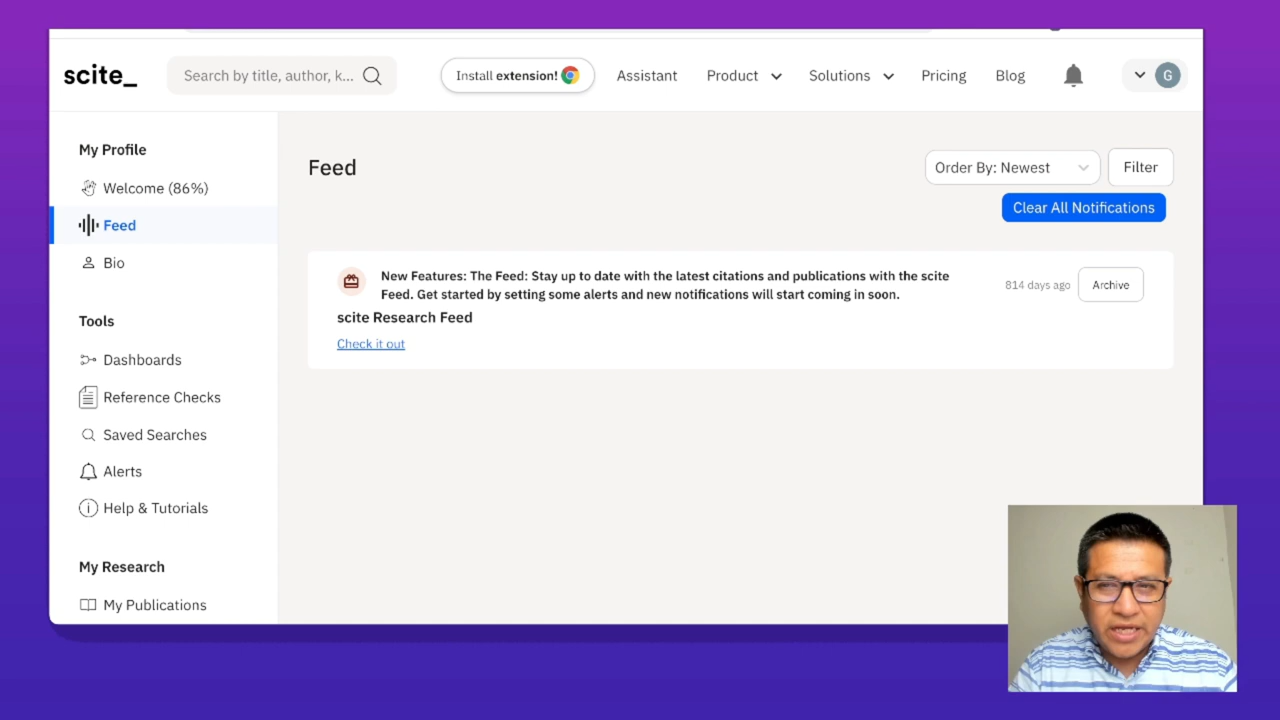 scite_
Search by title, author, k...
Install extension!
Assistant
Product
Solutions
Pricing
Blog
G
My Profile
Welcome (86%)
Feed
Bio
Tools
Dashboards
Reference Checks
Saved Searches
Alerts
Help & Tutorials
My Research
My Publications
Feed
Order By: Newest
Filter
Clear All Notifications
New Features: The Feed: Stay up to date with the latest citations and publications with the scite
Feed. Get started by setting some alerts and new notifications will start coming in soon.
814 days ago
Archive
scite Research Feed
Check it out